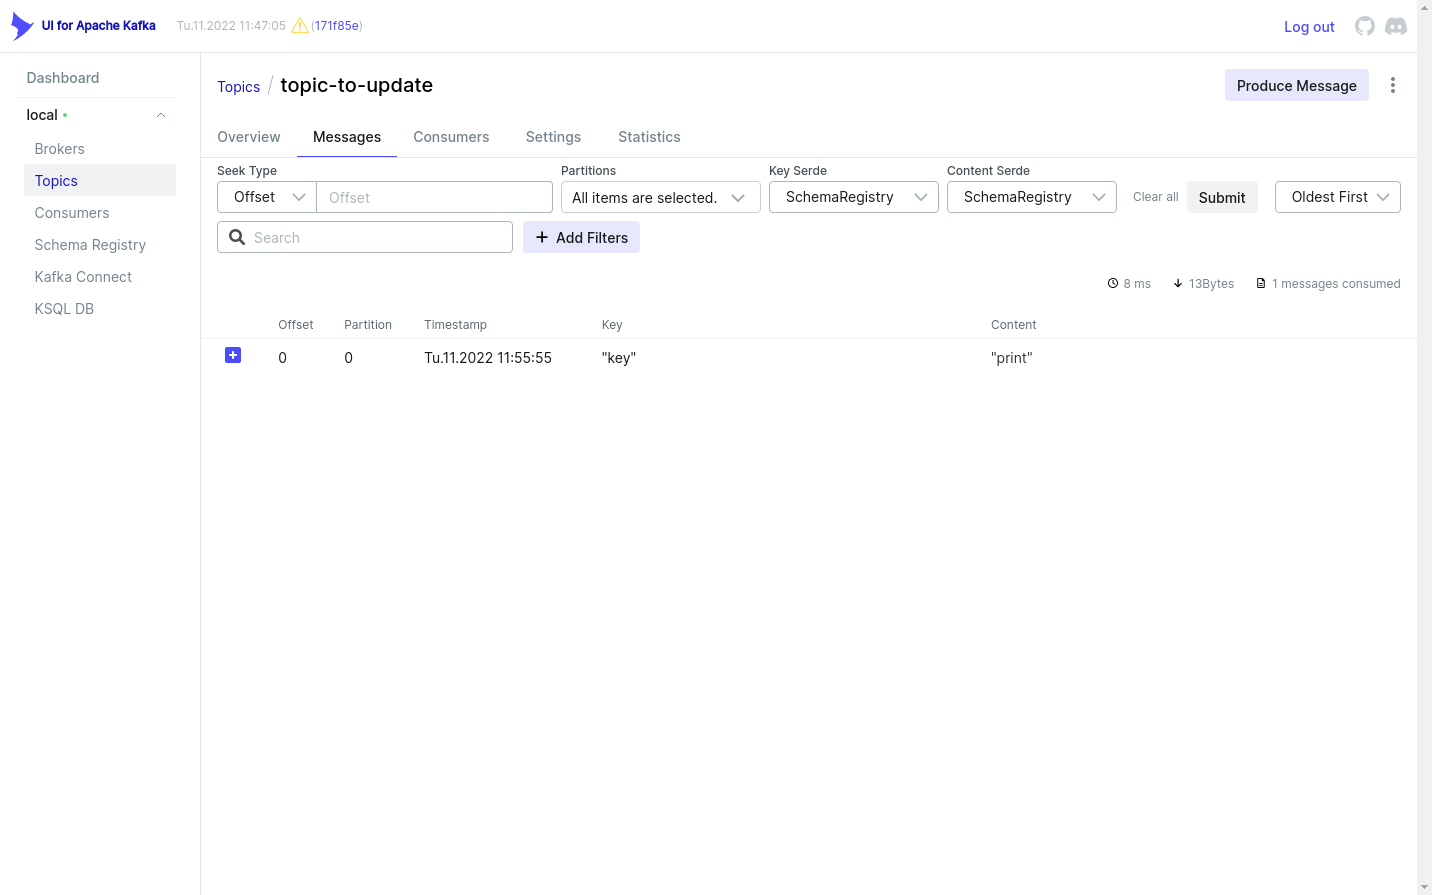 UI for Apache Kafka Tu.11.2022 11:47:05 (171f85e) Log out
Dashboard
local
Brokers
Topics
Consumers
Schema Registry
Kafka Connect
KSQL DB
Topics / topic-to-update Produce Message
Overview Messages Consumers Settings Statistics
Seek Type Partitions Key Serde Content Serde
Offset Offset All items are selected. SchemaRegistry SchemaRegistry Clear all Submit Oldest First
Search Add Filters
8 ms 13Bytes 1 messages consumed
Offset Partition Timestamp Key Content
0 0 Tu.11.2022 11:55:55 "key" "print"